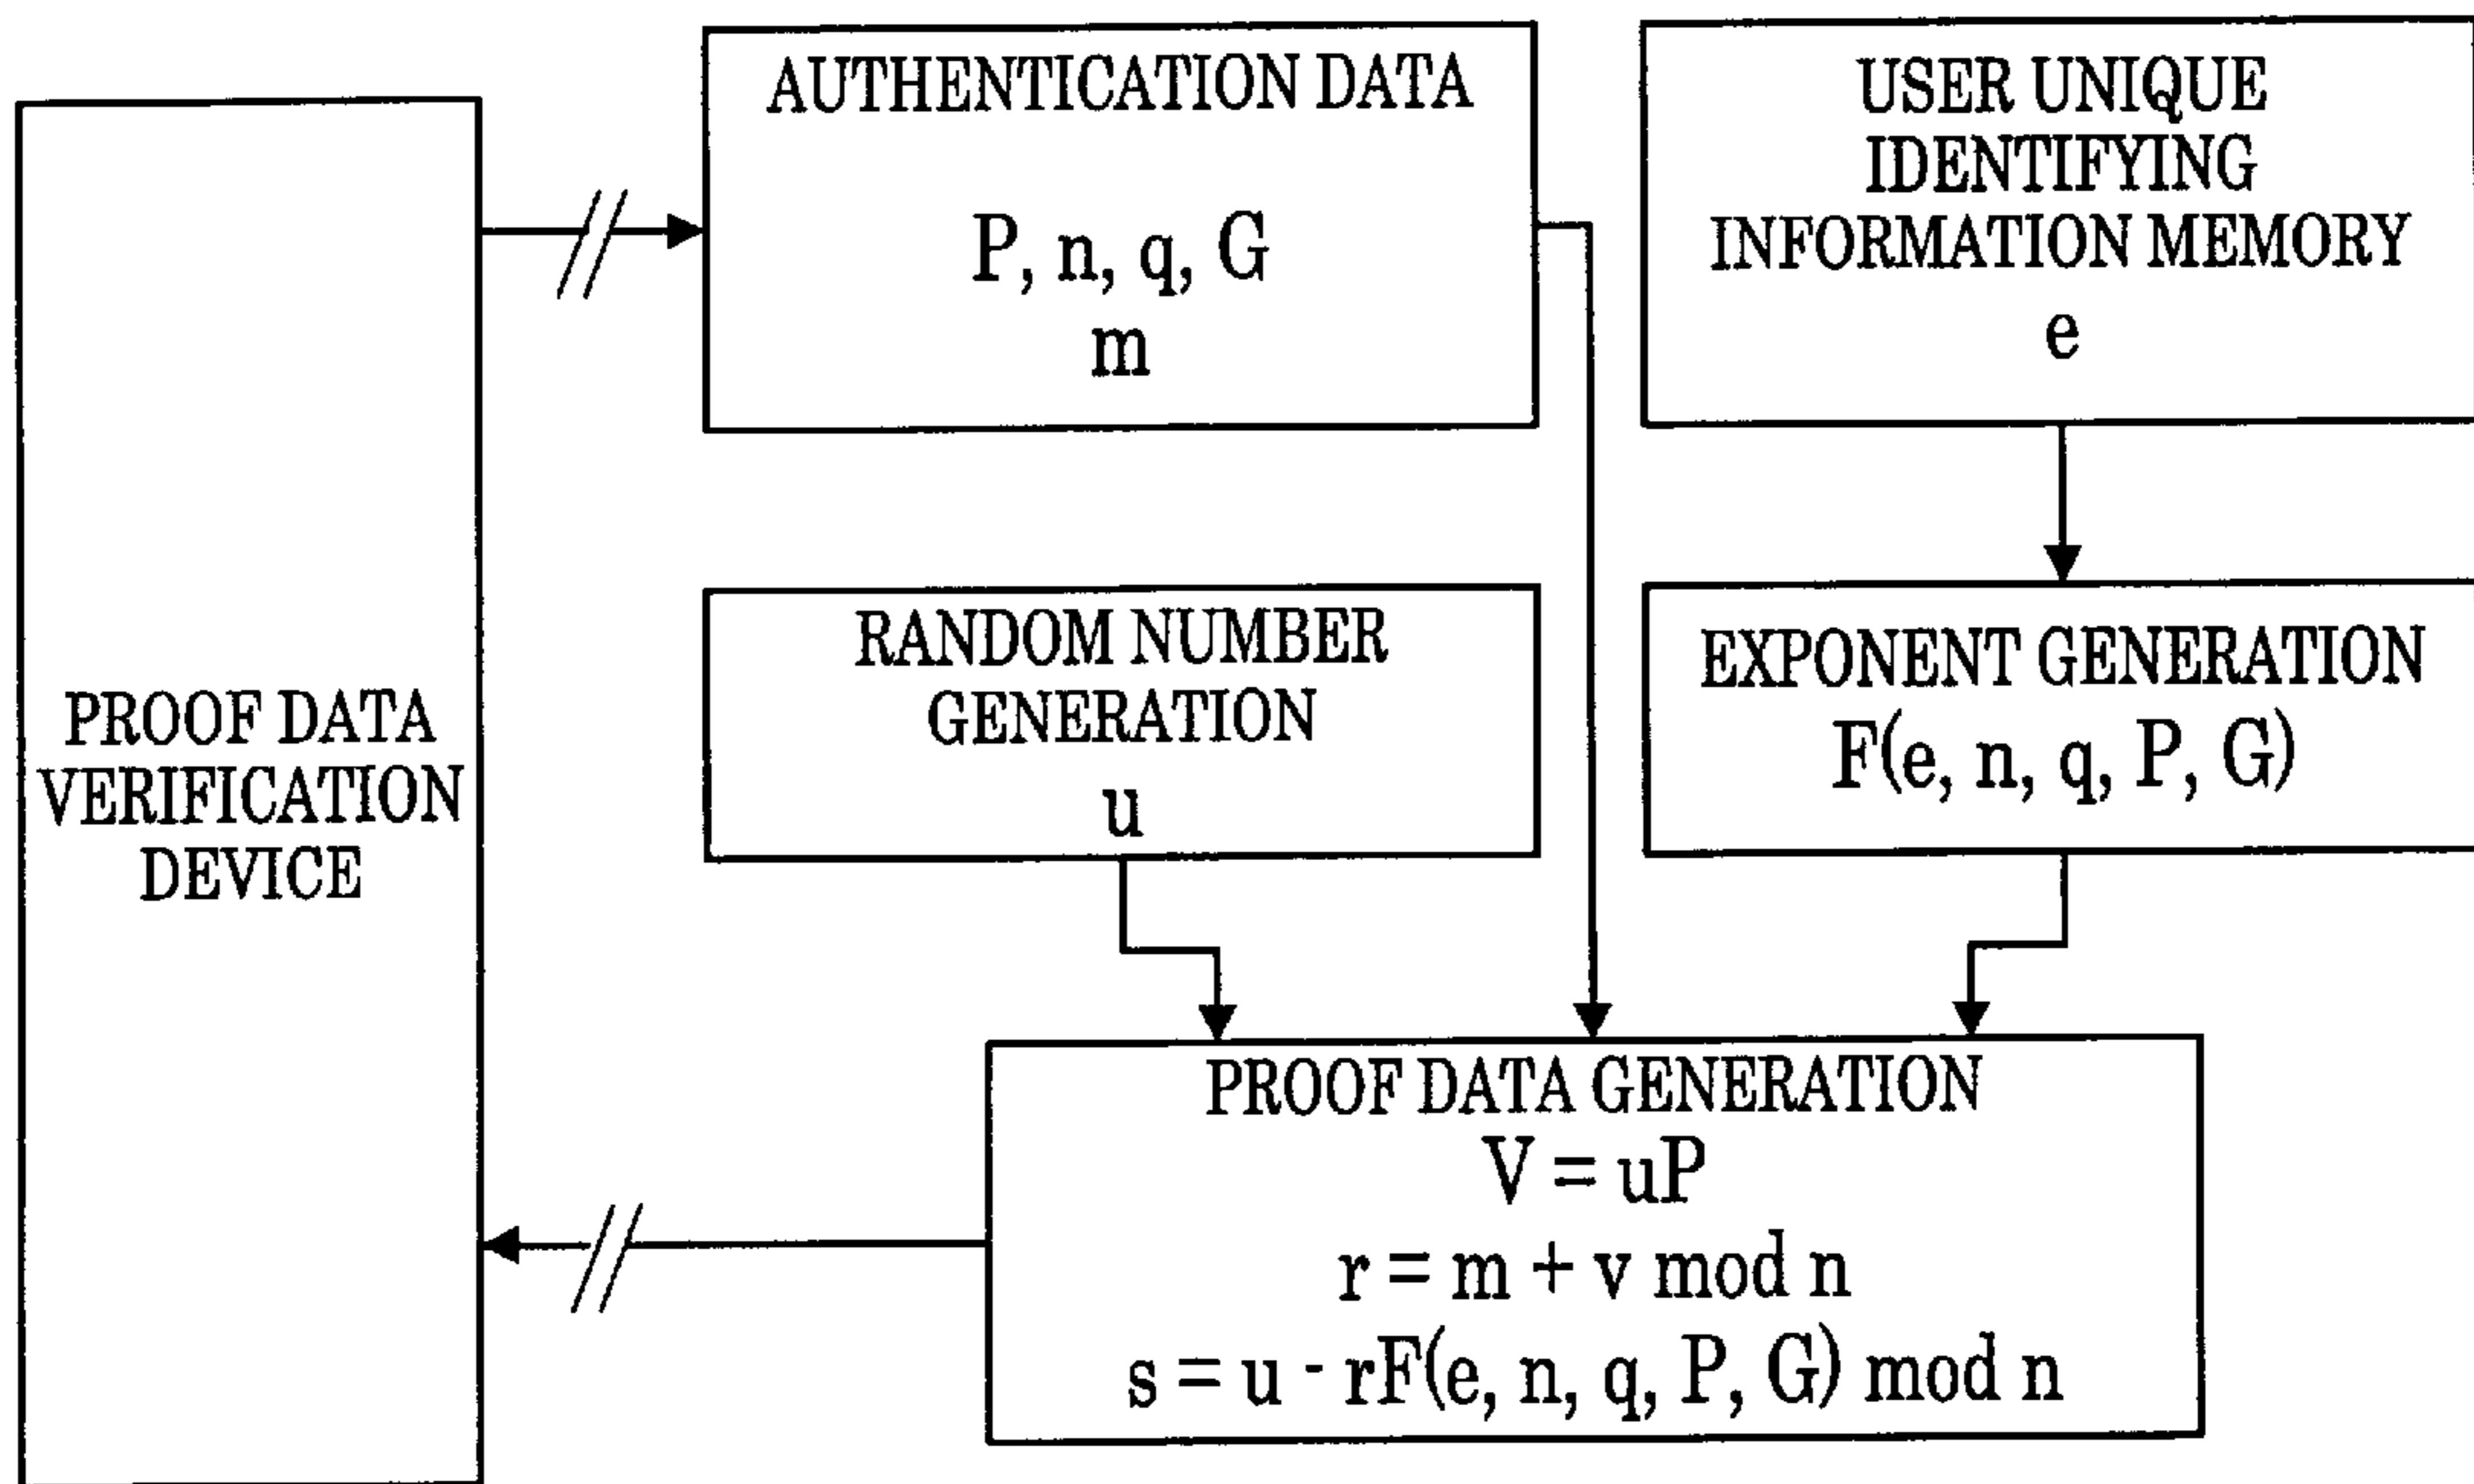 PROOF DATA
VERIFICATION
DEVICE
AUTHENTICATION DATA
P, n, q, G
m
USER UNIQUE
IDENTIFYING
INFORMATION MEMORY
e
RANDOM NUMBER
GENERATION
u
EXPONENT GENERATION
F(e, n, q, P, G)
PROOF DATA GENERATION
V = uP
r = m + v mod n
s = u - rF(e, n, q, P, G) mod n